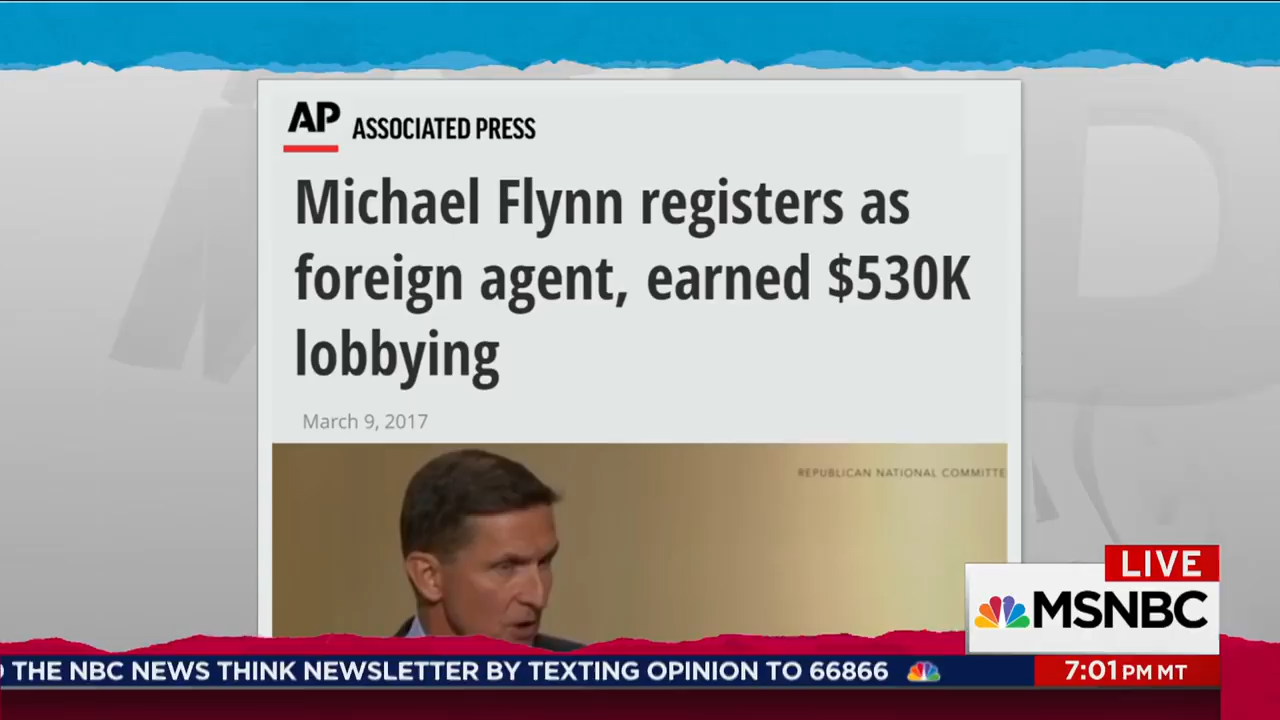 AP ASSOCIATED PRESS
Michael Flynn registers as
foreign agent, earned $530K
lobbying
March 9, 2017
REPUBLICAN NATIONAL COMMITTE
LIVE
MSNBC
THE NBC NEWS THINK NEWSLETTER BY TEXTING OPINION TO 66866
7:01 PM MT